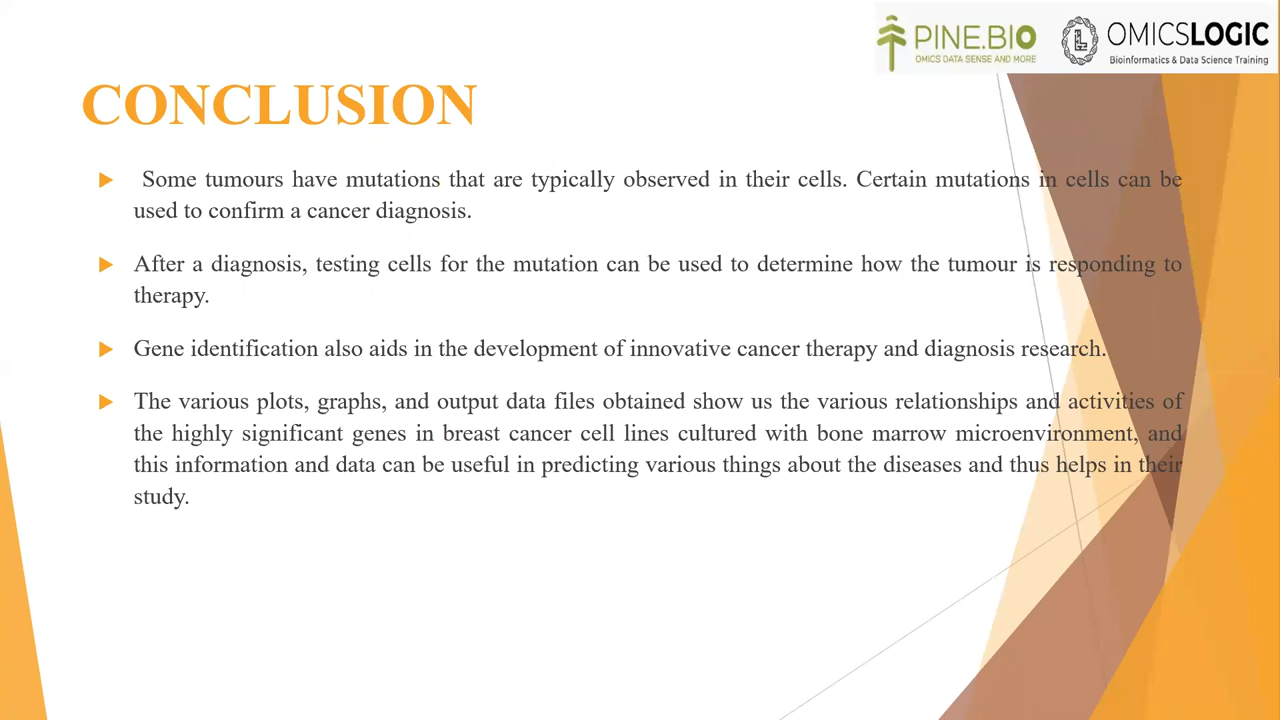 PINE.BIO
OMICS DATA SENSE AND MORE
OMICSLOGIC
Bioinformatics & Data Science Training
CONCLUSION
Some tumours have mutations that are typically observed in their cells. Certain mutations in cells can be
used to confirm a cancer diagnosis.
After a diagnosis, testing cells for the mutation can be used to determine how the tumour is responding to
therapy.
Gene identification also aids in the development of innovative cancer therapy and diagnosis research.
The various plots, graphs, and output data files obtained show us the various relationships and activities of
the highly significant genes in breast cancer cell lines cultured with bone marrow microenvironment, and
this information and data can be useful in predicting various things about the diseases and thus helps in their
study.